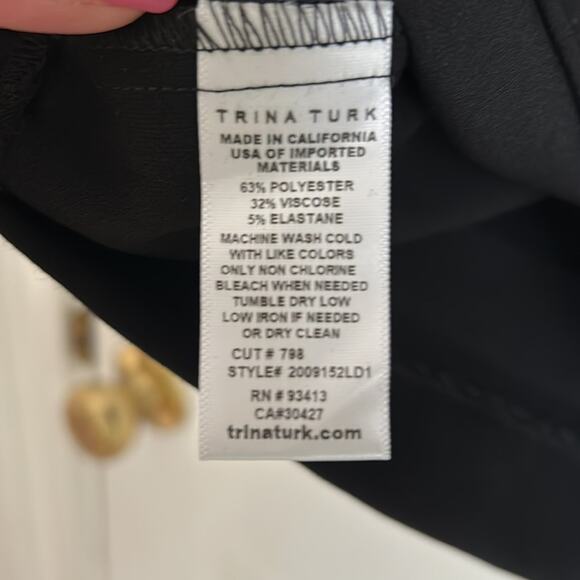 TRINA TURK
MADE IN CALIFORNIA
USA OF IMPORTED
MATERIALS
63% POLYESTER
32% VISCOSE
5% ELASTANE
MACHINE WASH COLD
WITH LIKE COLORS
ONLY NON CHLORINE
BLEACH WHEN NEEDED
TUMBLE DRY LOW
LOW IRON IF NEEDED
OR DRY CLEAN
CUT # 798
STYLE# 2009152LD1
RN # 93413
CA#30427
trinaturk.com